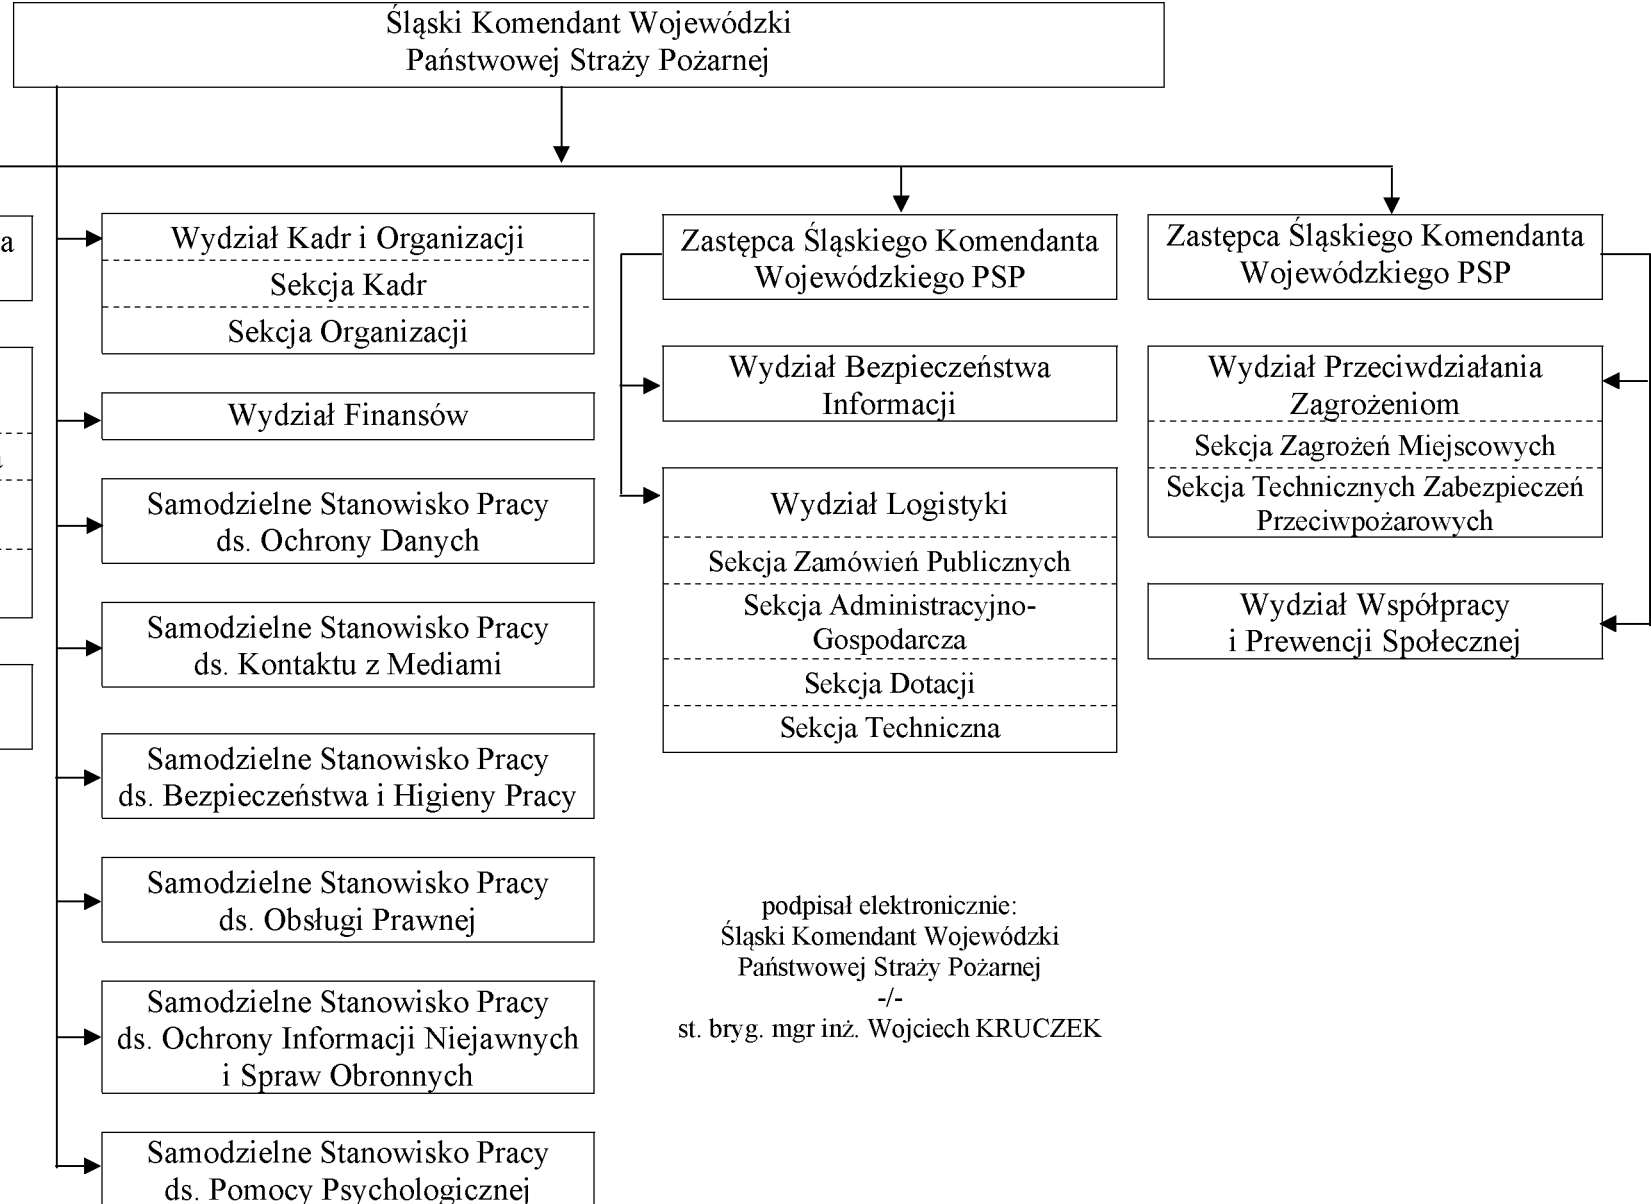 Śląski Komendant Wojewódzki
Państwowej Straży Pożarnej
a
Wydział Kadr i Organizacji
Sekcja Kadr
Sekcja Organizacji
Wydział Finansów
Samodzielne Stanowisko Pracy
ds. Ochrony Danych
Samodzielne Stanowisko Pracy
ds. Kontaktu z Mediami
Samodzielne Stanowisko Pracy
ds. Bezpieczeństwa i Higieny Pracy
Samodzielne Stanowisko Pracy
ds. Obsługi Prawnej
Samodzielne Stanowisko Pracy
ds. Ochrony Informacji Niejawnych
i Spraw Obronnych
Samodzielne Stanowisko Pracy
ds. Pomocy Psychologicznej
Zastępca Śląskiego Komendanta
Wojewódzkiego PSP
Wydział Bezpieczeństwa
Informacji
Wydział Logistyki
Sekcja Zamówień Publicznych
Sekcja Administracyjno-
Gospodarcza
Sekcja Dotacji
Sekcja Techniczna
Zastępca Śląskiego Komendanta
Wojewódzkiego PSP
Wydział Przeciwdziałania
Zagrożeniom
Sekcja Zagrożeń Miejscowych
Sekcja Technicznych Zabezpieczeń
Przeciwpożarowych
Wydział Współpracy
i Prewencji Społecznej
podpisał elektronicznie:
Śląski Komendant Wojewódzki
Państwowej Straży Pożarnej
-/-
st. bryg. mgr inż. Wojciech KRUCZEK